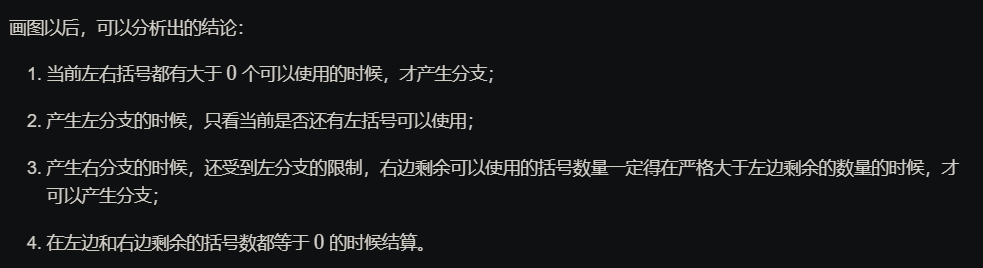 画图以后，可以分析出的结论：
1. 当前左右括号都有大于 0 个可以使用的时候，才产生分支；
2. 产生左分支的时候，只看当前是否还有左括号可以使用；
3. 产生右分支的时候，还受到左分支的限制，右边剩余可以使用的括号数量一定得在严格大于左边剩余的数量的时候，才
可以产生分支；
4. 在左边和右边剩余的括号数都等于 0 的时候结算。